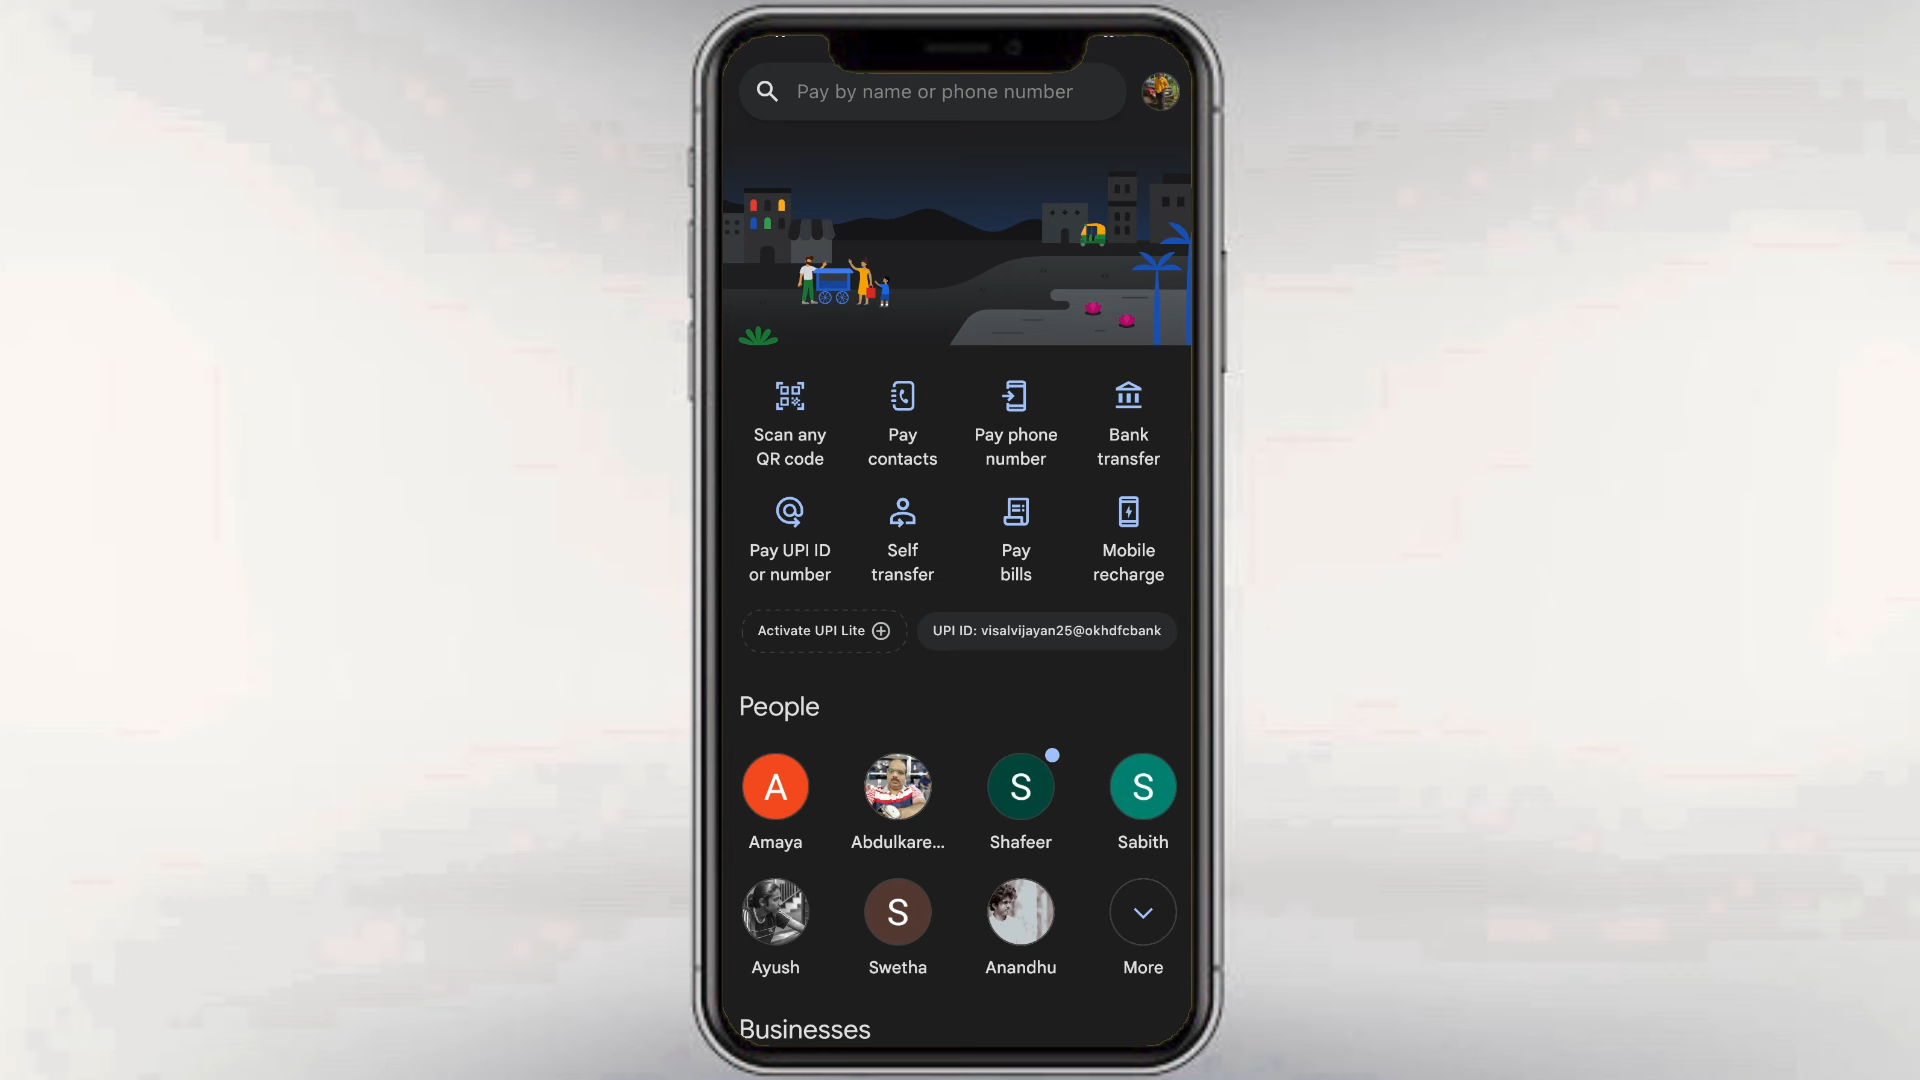 Pay by name or phone number
Scan any
QR code
Pay
contacts
Pay phone
number
Bank
transfer
Pay UPI ID
or number
Self
transfer
Pay
bills
Mobile
recharge
Activate UPI Lite
UPI ID: visalvijayan25@okhdfcbank
People
A
S
S
Amaya
Abdulkare...
Shafeer
Sabith
S
Ayush
Swetha
Anandhu
More
Businesses